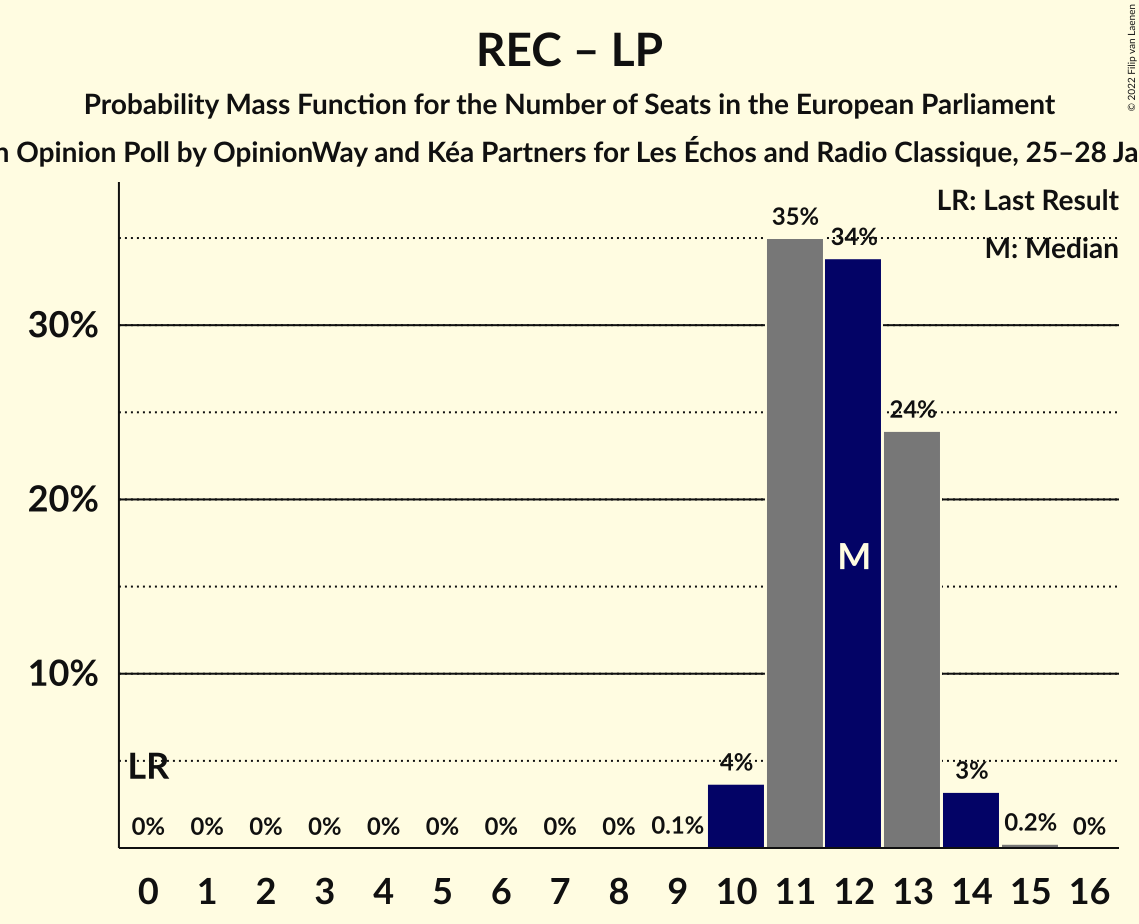 REC – LP
Probability Mass Function for the Number of Seats in the European Parliament
n Opinion Poll by OpinionWay and Kéa Partners for Les Échos and Radio Classique, 25–28 Ja
© 2022 Filip van Laenen
LR: Last Result
M: Median
35%
34%
30%
24%
20%
M
10%
LR
4%
3%
0% 0% 0% 0% 0% 0% 0% 0% 0% 0.1% 0.2% 0%
0 1 2 3 4 5 6 7 8 9 10 11 12 13 14 15 16